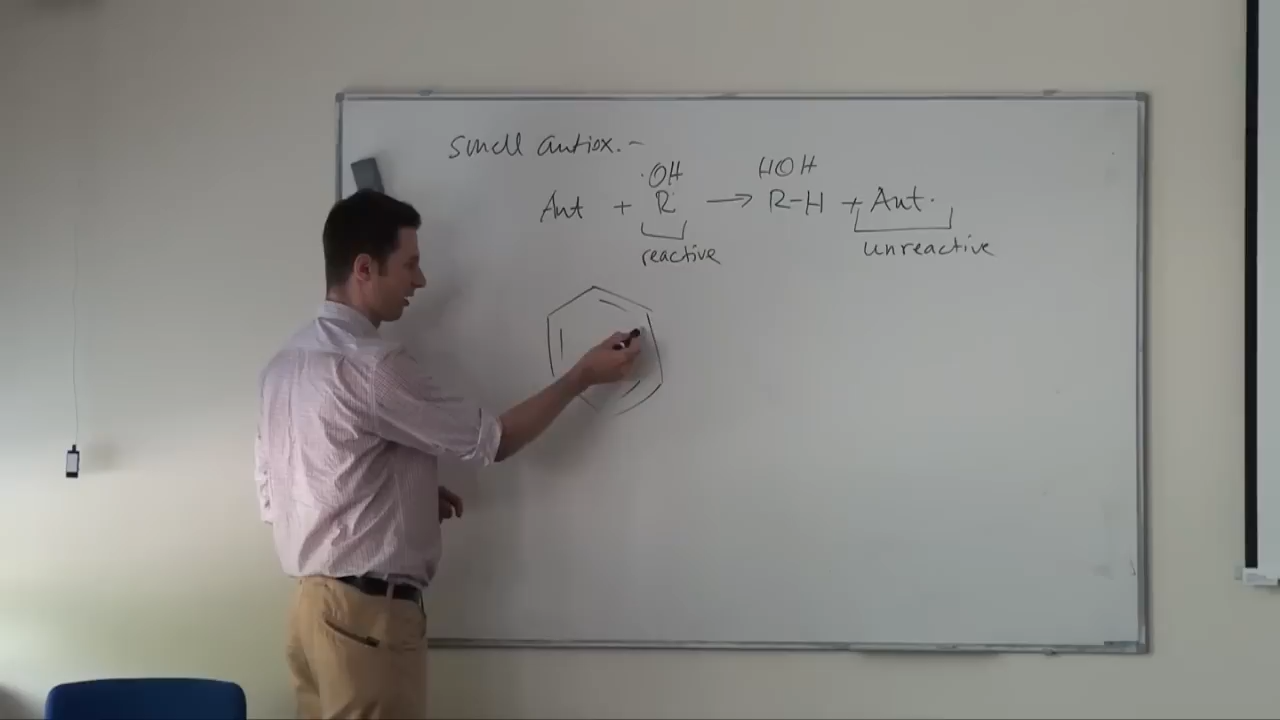 small antiox. -
·OH HOH
Ant + R· → R-H + Ant·
reactive unreactive